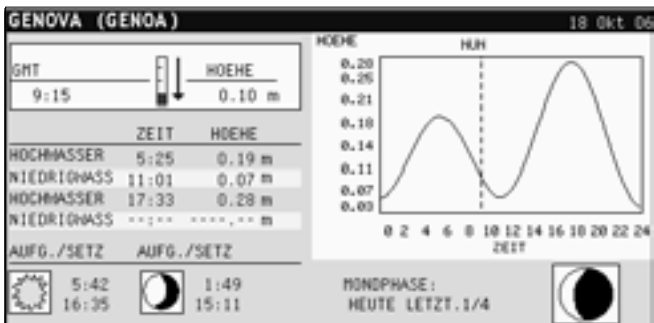 GENOVA (GENOA)
18 Okt 06
GMT
HOEHE
9:15
0.10 m
ZEIT HOEHE
HOCHWASSER 5:25 0.19 m
NIEDRIGWASS 11:01 0.07 m
HOCHWASSER 17:33 0.28 m
NIEDRIGWASS --:-- ----.-- m
AUFG./SETZ AUFG./SETZ
5:42 1:49
16:35 15:11
HOEHE
NUN
0.28
0.25
0.21
0.18
0.14
0.11
0.07
0.03
0 2 4 6 8 10 12 14 16 18 20 22 24
ZEIT
MONDPHASE:
HEUTE LETZT.1/4